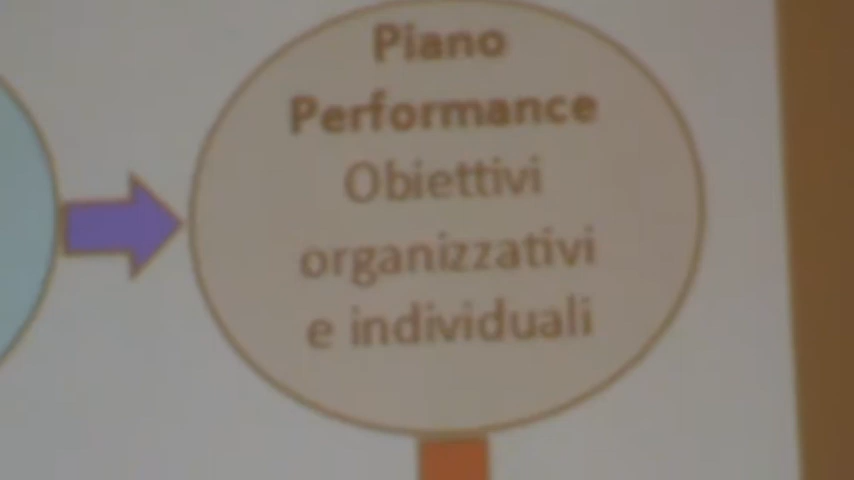 Piano
Performance
Obiettivi
organizzativi
e individuali